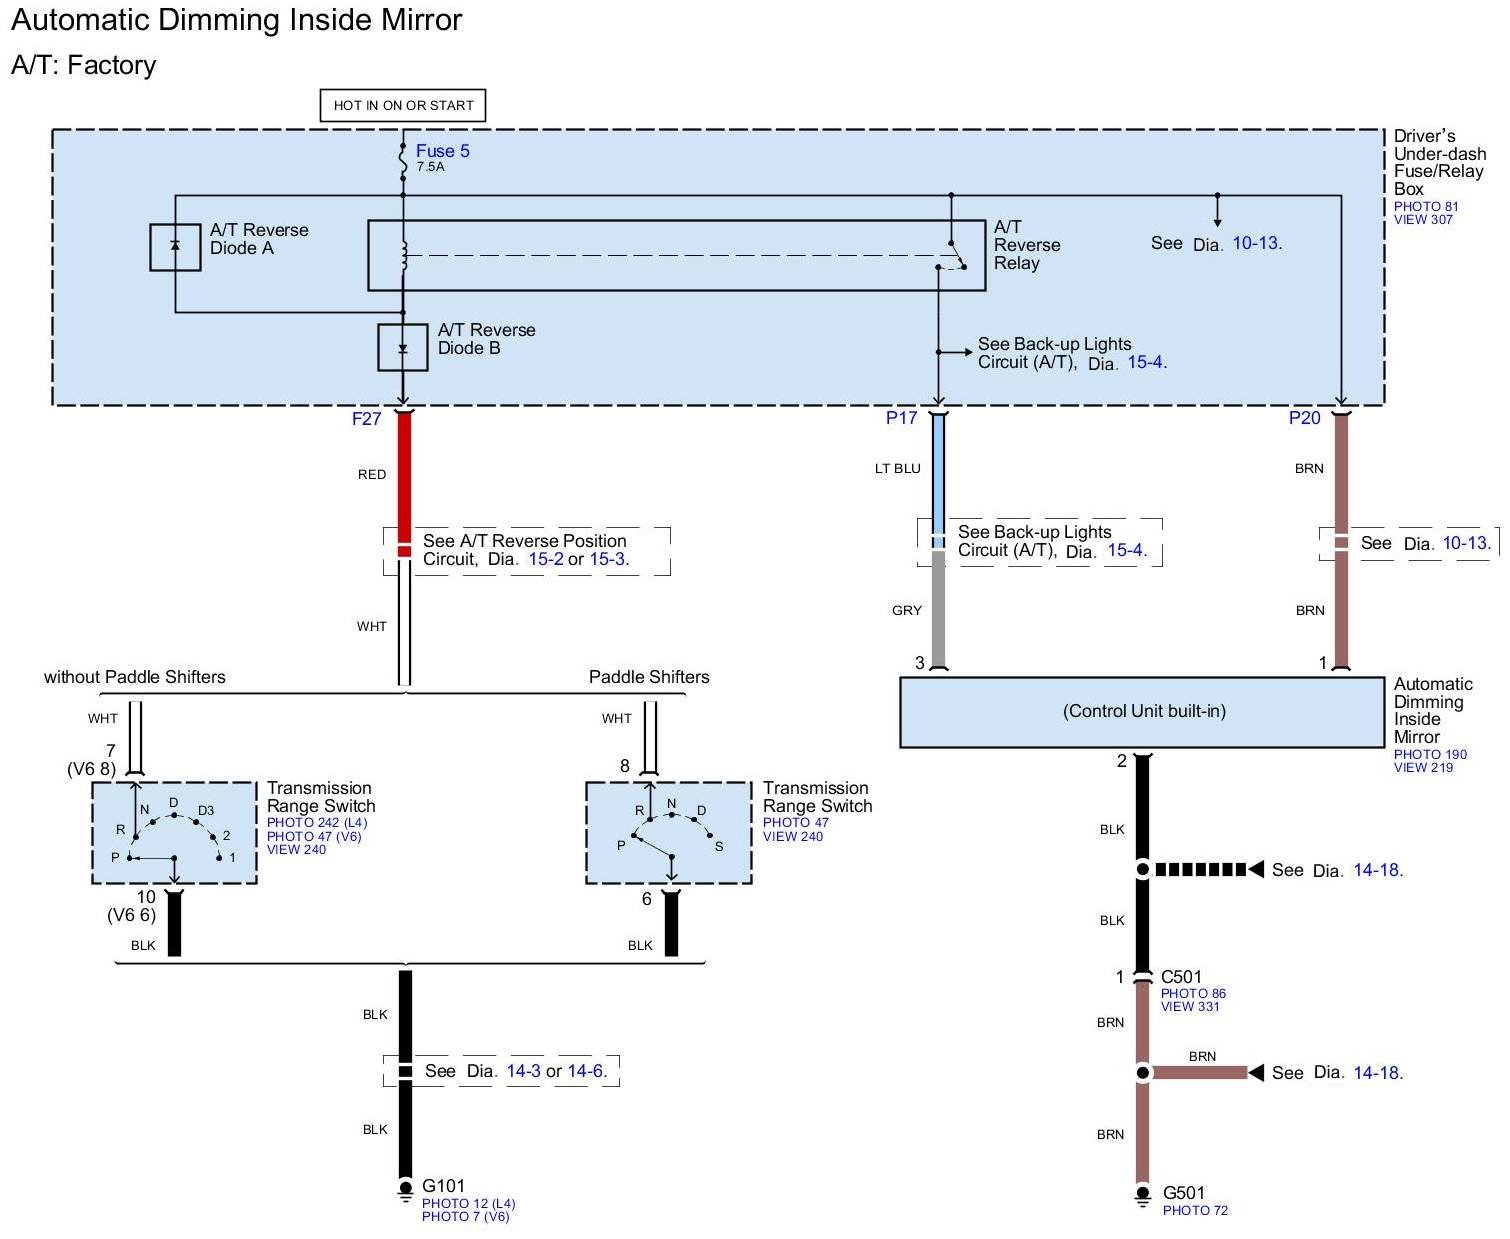 Automatic Dimming Inside Mirror
A/T: Factory
HOT IN ON OR START
Fuse 5
7.5A
Driver's
Under-dash
Fuse/Relay
Box
PHOTO 81
VIEW 307
A/T Reverse
Diode A
A/T
Reverse
Relay
See Dia. 10-13.
A/T Reverse
Diode B
See Back-up Lights
Circuit (A/T), Dia. 15-4.
F27
P17
P20
RED
LT BLU
BRN
See A/T Reverse Position
Circuit, Dia. 15-2 or 15-3.
See Back-up Lights
Circuit (A/T), Dia. 15-4.
See Dia. 10-13.
WHT
GRY
BRN
3
1
without Paddle Shifters
Paddle Shifters
(Control Unit built-in)
Automatic
Dimming
Inside
Mirror
PHOTO 190
VIEW 219
WHT
WHT
7
(V6 8)
8
2
P
R
N
D
D3
2
1
Transmission
Range Switch
PHOTO 242 (L4)
PHOTO 47 (V6)
VIEW 240
P
R
N
D
S
Transmission
Range Switch
PHOTO 47
VIEW 240
BLK
See Dia. 14-18.
10
(V6 6)
6
BLK
BLK
BLK
1
C501
PHOTO 86
VIEW 331
BLK
BRN
See Dia. 14-3 or 14-6.
BRN
See Dia. 14-18.
BLK
BRN
G101
PHOTO 12 (L4)
PHOTO 7 (V6)
G501
PHOTO 72